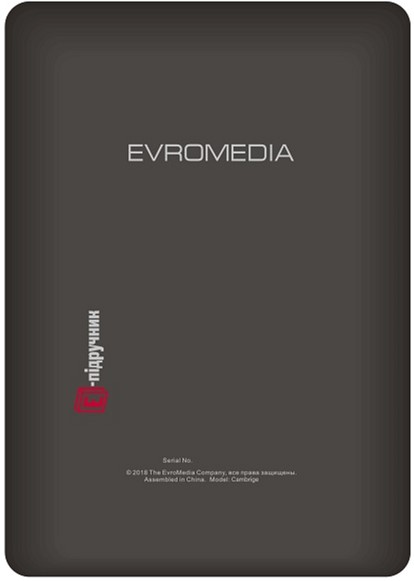 EVROMEDIA
-підручник
Serial No.
© 2018 The EvroMedia Company, все права защищены.
Assembled in China. Model: Cambrige